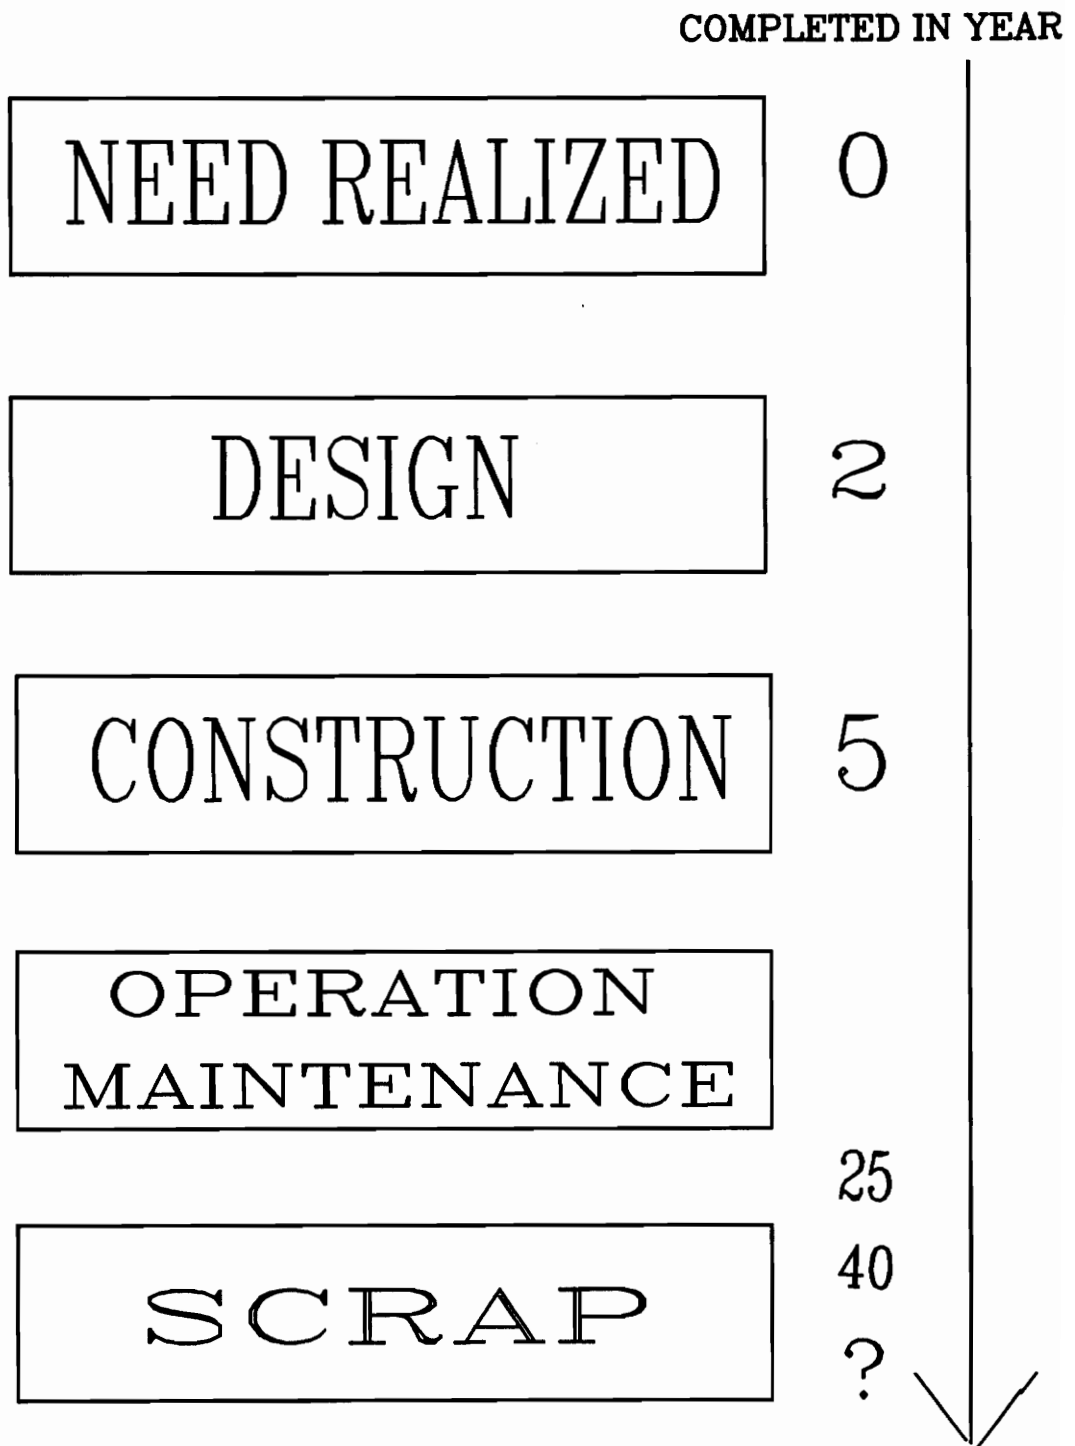 COMPLETED IN YEAR
NEED REALIZED 0
DESIGN 2
CONSTRUCTION 5
OPERATION
MAINTENANCE
25
40
SCRAP
?